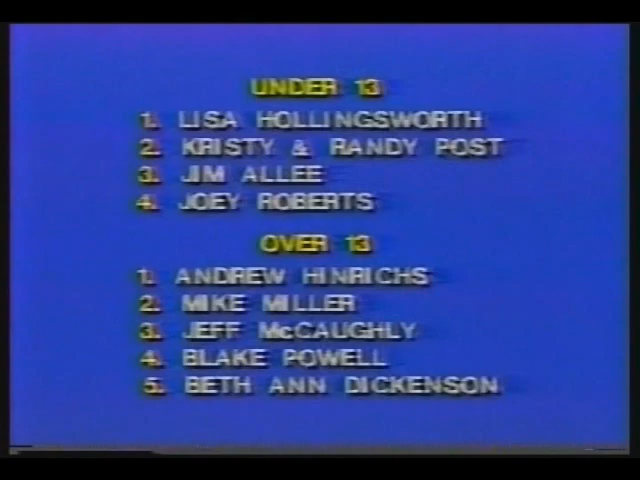 UNDER 13
1. LISA HOLLINGSWORTH
2. KRISTY & RANDY POST
3. JIM ALLEE
4. JOEY ROBERTS
OVER 13
1. ANDREW HINRICHS
2. MIKE MILLER
3. JEFF McCAUGHLY
4. BLAKE POWELL
5. BETH ANN DICKENSON